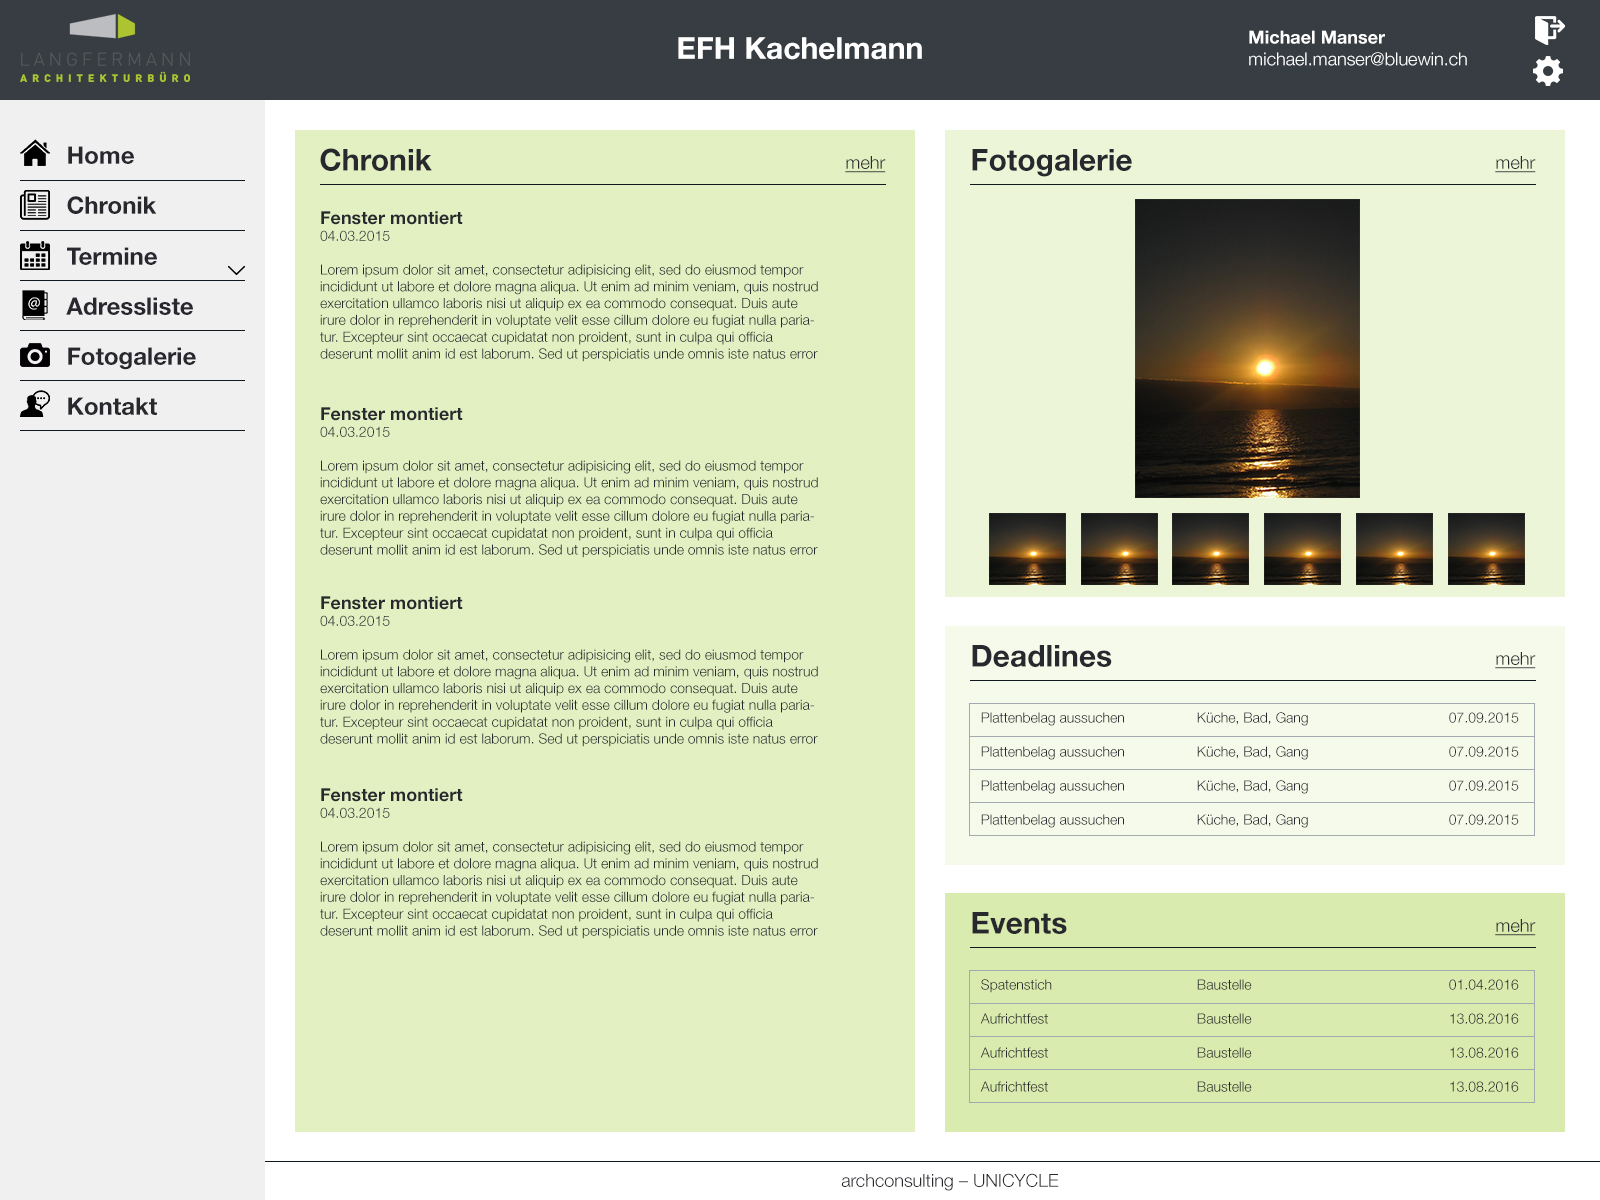 LANGFERMANN
ARCHITEKTURBÜRO
EFH Kachelmann
Michael Manser
michael.manser@bluewin.ch
Home
Chronik
Termine
Adressliste
Fotogalerie
Kontakt
Chronik
mehr
Fenster montiert
04.03.2015
Lorem ipsum dolor sit amet, consectetur adipisicing elit, sed do eiusmod tempor
incididunt ut labore et dolore magna aliqua. Ut enim ad minim veniam, quis nostrud
exercitation ullamco laboris nisi ut aliquip ex ea commodo consequat. Duis aute
irure dolor in reprehenderit in voluptate velit esse cillum dolore eu fugiat nulla paria-
tur. Excepteur sint occaecat cupidatat non proident, sunt in culpa qui officia
deserunt mollit anim id est laborum. Sed ut perspiciatis unde omnis iste natus error
Fenster montiert
04.03.2015
Lorem ipsum dolor sit amet, consectetur adipisicing elit, sed do eiusmod tempor
incididunt ut labore et dolore magna aliqua. Ut enim ad minim veniam, quis nostrud
exercitation ullamco laboris nisi ut aliquip ex ea commodo consequat. Duis aute
irure dolor in reprehenderit in voluptate velit esse cillum dolore eu fugiat nulla paria-
tur. Excepteur sint occaecat cupidatat non proident, sunt in culpa qui officia
deserunt mollit anim id est laborum. Sed ut perspiciatis unde omnis iste natus error
Fenster montiert
04.03.2015
Lorem ipsum dolor sit amet, consectetur adipisicing elit, sed do eiusmod tempor
incididunt ut labore et dolore magna aliqua. Ut enim ad minim veniam, quis nostrud
exercitation ullamco laboris nisi ut aliquip ex ea commodo consequat. Duis aute
irure dolor in reprehenderit in voluptate velit esse cillum dolore eu fugiat nulla paria-
tur. Excepteur sint occaecat cupidatat non proident, sunt in culpa qui officia
deserunt mollit anim id est laborum. Sed ut perspiciatis unde omnis iste natus error
Fenster montiert
04.03.2015
Lorem ipsum dolor sit amet, consectetur adipisicing elit, sed do eiusmod tempor
incididunt ut labore et dolore magna aliqua. Ut enim ad minim veniam, quis nostrud
exercitation ullamco laboris nisi ut aliquip ex ea commodo consequat. Duis aute
irure dolor in reprehenderit in voluptate velit esse cillum dolore eu fugiat nulla paria-
tur. Excepteur sint occaecat cupidatat non proident, sunt in culpa qui officia
deserunt mollit anim id est laborum. Sed ut perspiciatis unde omnis iste natus error
Fotogalerie
mehr
Deadlines
mehr
Plattenbelag aussuchen Küche, Bad, Gang 07.09.2015
Plattenbelag aussuchen Küche, Bad, Gang 07.09.2015
Plattenbelag aussuchen Küche, Bad, Gang 07.09.2015
Plattenbelag aussuchen Küche, Bad, Gang 07.09.2015
Events
mehr
Spatenstich Baustelle 01.04.2016
Aufrichtfest Baustelle 13.08.2016
Aufrichtfest Baustelle 13.08.2016
Aufrichtfest Baustelle 13.08.2016
archconsulting – UNICYCLE